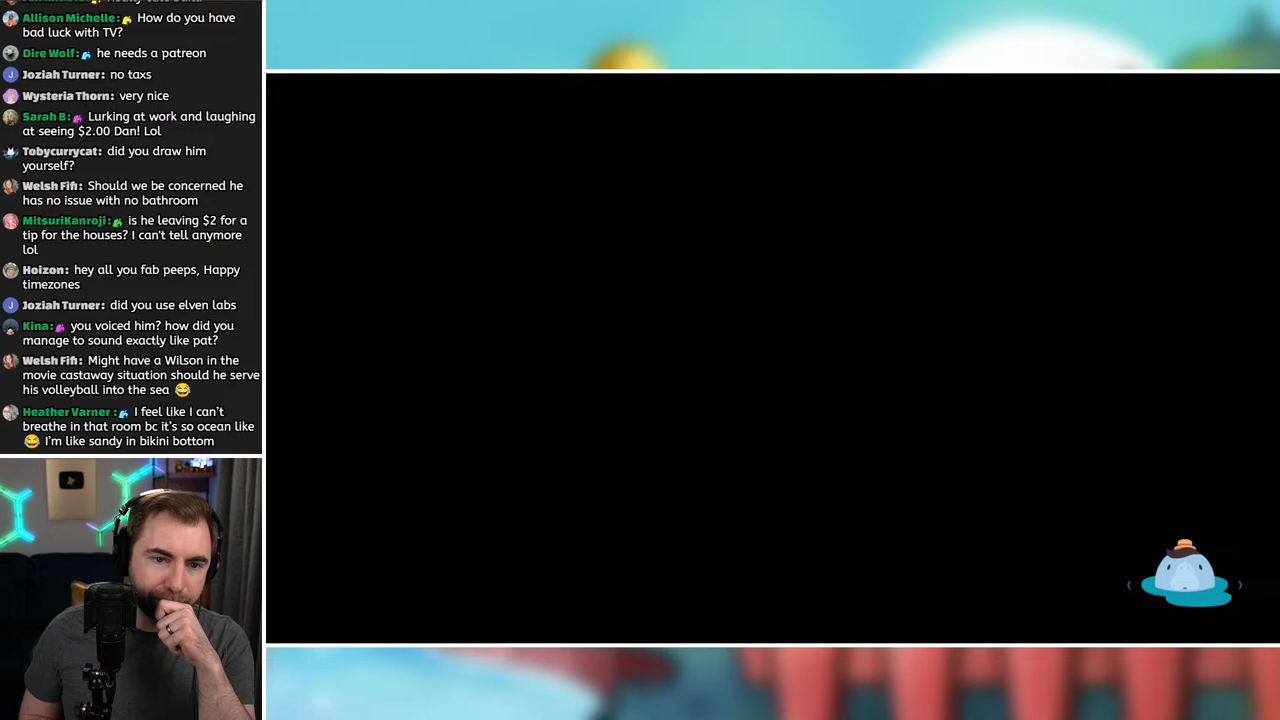 Allison Michelle: How do you have
bad luck with TV?
Dire Wolf: he needs a patreon
Joziah Turner: no taxs
Wysteria Thorn: very nice
Sarah B: Lurking at work and laughing
at seeing $2.00 Dan! Lol
Tobycurrycat: did you draw him
yourself?
Welsh Fifi: Should we be concerned he
has no issue with no bathroom
MitsuriKanroji: is he leaving $2 for a
tip for the houses? I can't tell anymore
lol
Hoizon: hey all you fab peeps, Happy
timezones
Joziah Turner: did you use elven labs
Kina: you voiced him? how did you
manage to sound exactly like pat?
Welsh Fifi: Might have a Wilson in the
movie castaway situation should he serve
his volleyball into the sea 😂
Heather Varner : I feel like I can't
breathe in that room bc it's so ocean like
😂 I'm like sandy in bikini bottom